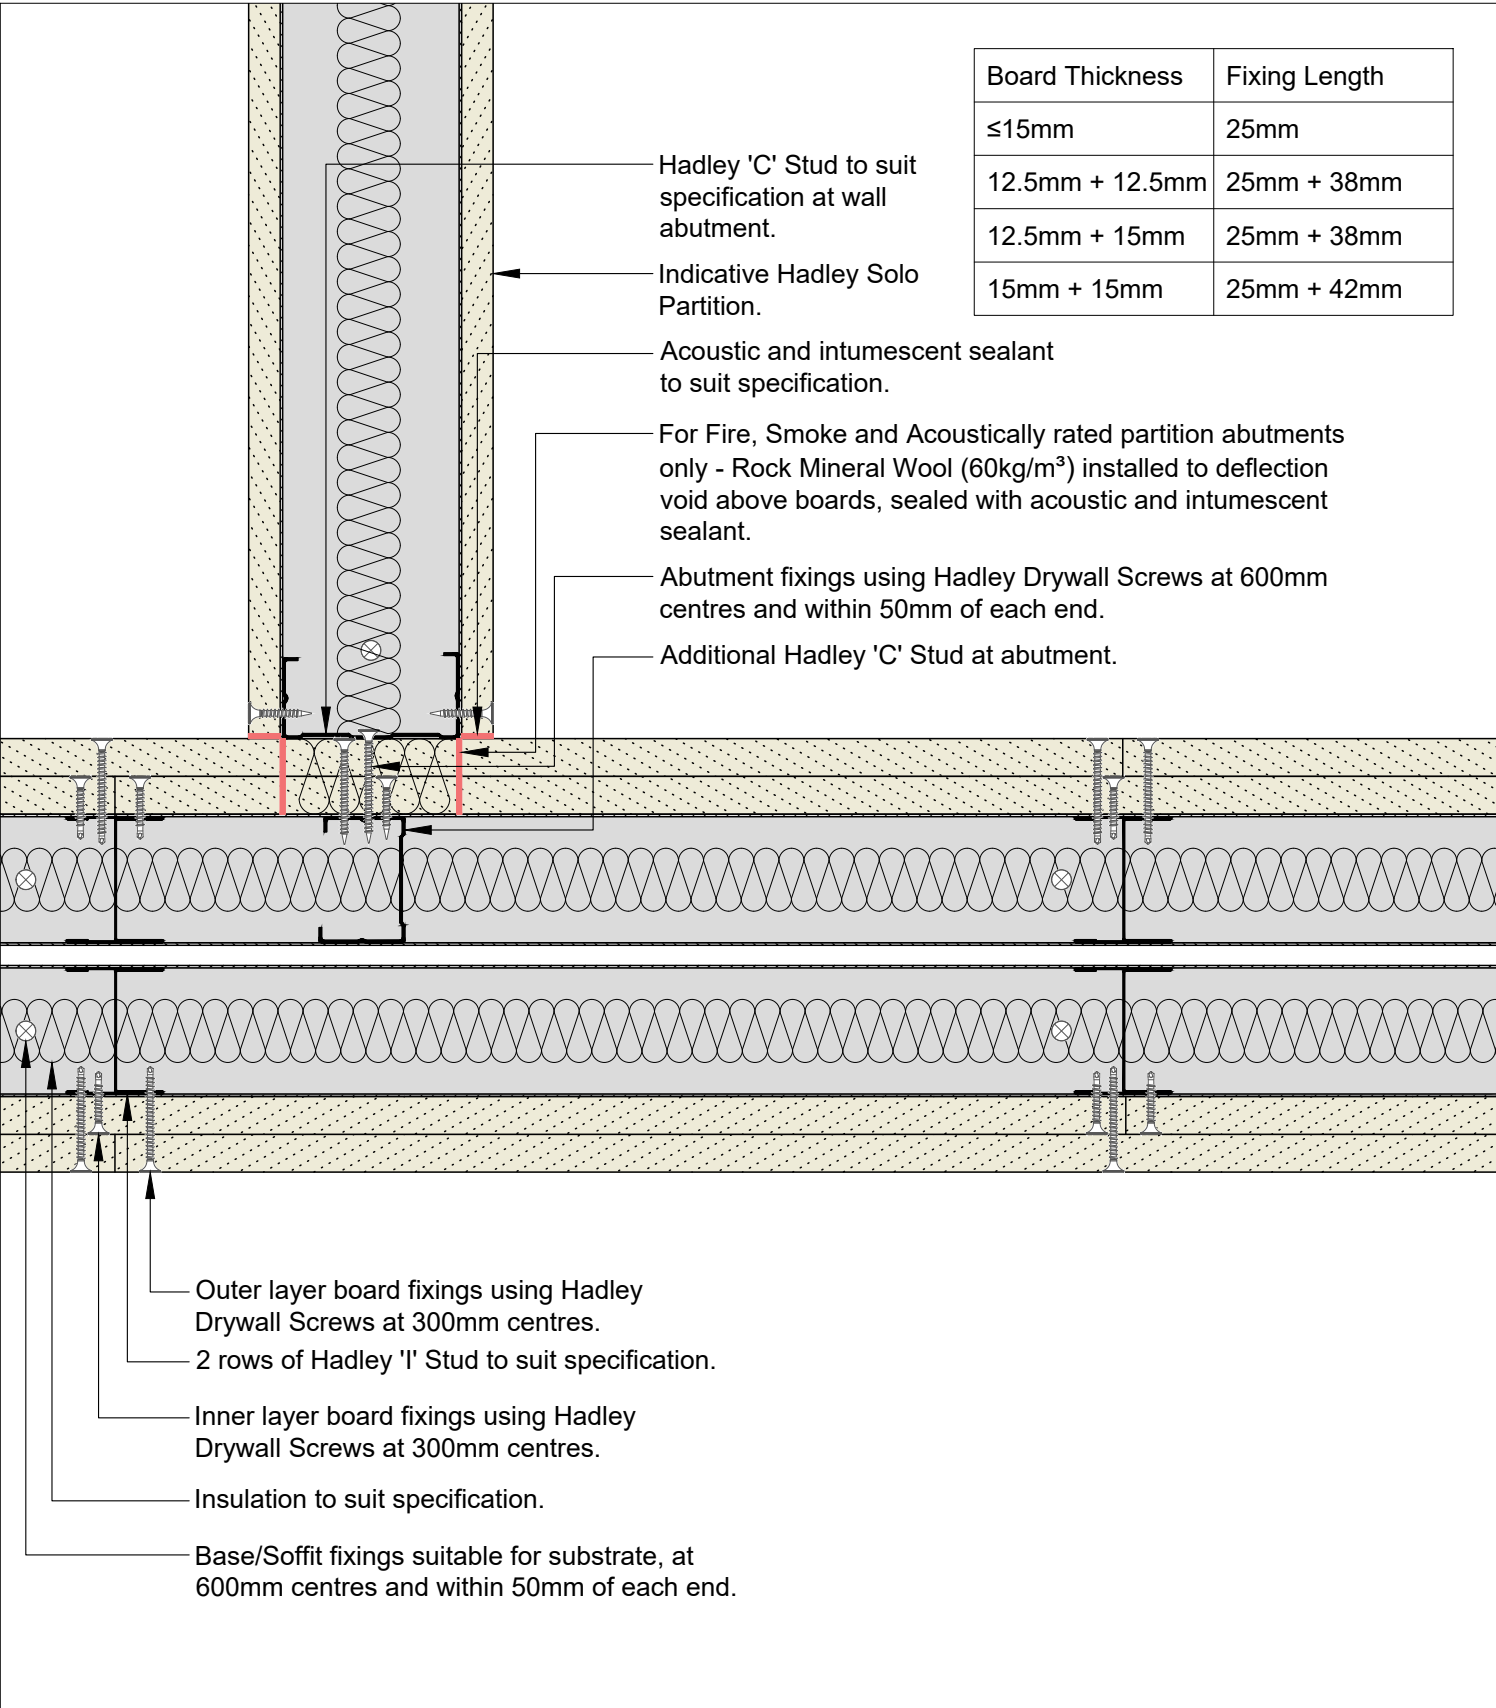 Board Thickness Fixing Length
≤15mm 25mm
12.5mm + 12.5mm 25mm + 38mm
12.5mm + 15mm 25mm + 38mm
15mm + 15mm 25mm + 42mm
Hadley 'C' Stud to suit
specification at wall
abutment.
Indicative Hadley Solo
Partition.
Acoustic and intumescent sealant
to suit specification.
For Fire, Smoke and Acoustically rated partition abutments
only - Rock Mineral Wool (60kg/m³) installed to deflection
void above boards, sealed with acoustic and intumescent
sealant.
Abutment fixings using Hadley Drywall Screws at 600mm
centres and within 50mm of each end.
Additional Hadley 'C' Stud at abutment.
Outer layer board fixings using Hadley
Drywall Screws at 300mm centres.
2 rows of Hadley 'I' Stud to suit specification.
Inner layer board fixings using Hadley
Drywall Screws at 300mm centres.
Insulation to suit specification.
Base/Soffit fixings suitable for substrate, at
600mm centres and within 50mm of each end.